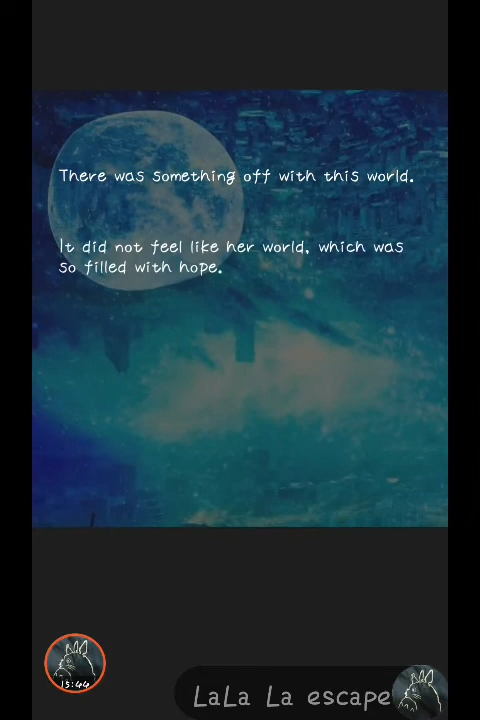 There was something off with this world.
It did not feel like her world, which was
so filled with hope.
15:44
LaLa La escape